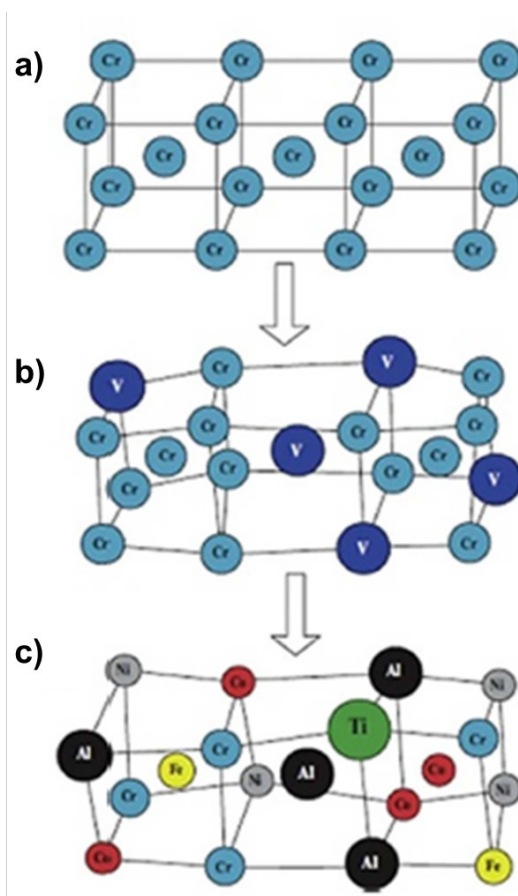 a)
Cr Cr Cr Cr
Cr Cr Cr Cr
Cr Cr Cr
Cr Cr Cr Cr
Cr Cr Cr Cr
b)
V Cr V Cr
Cr Cr Cr Cr
Cr V Cr
Cr Cr Cr V
Cr Cr V Cr
c)
Ni Co Al Ni
Al Cr Ti Cr
Fe Al Co
Cr Ni Co Ni
Co Cr Al Fe